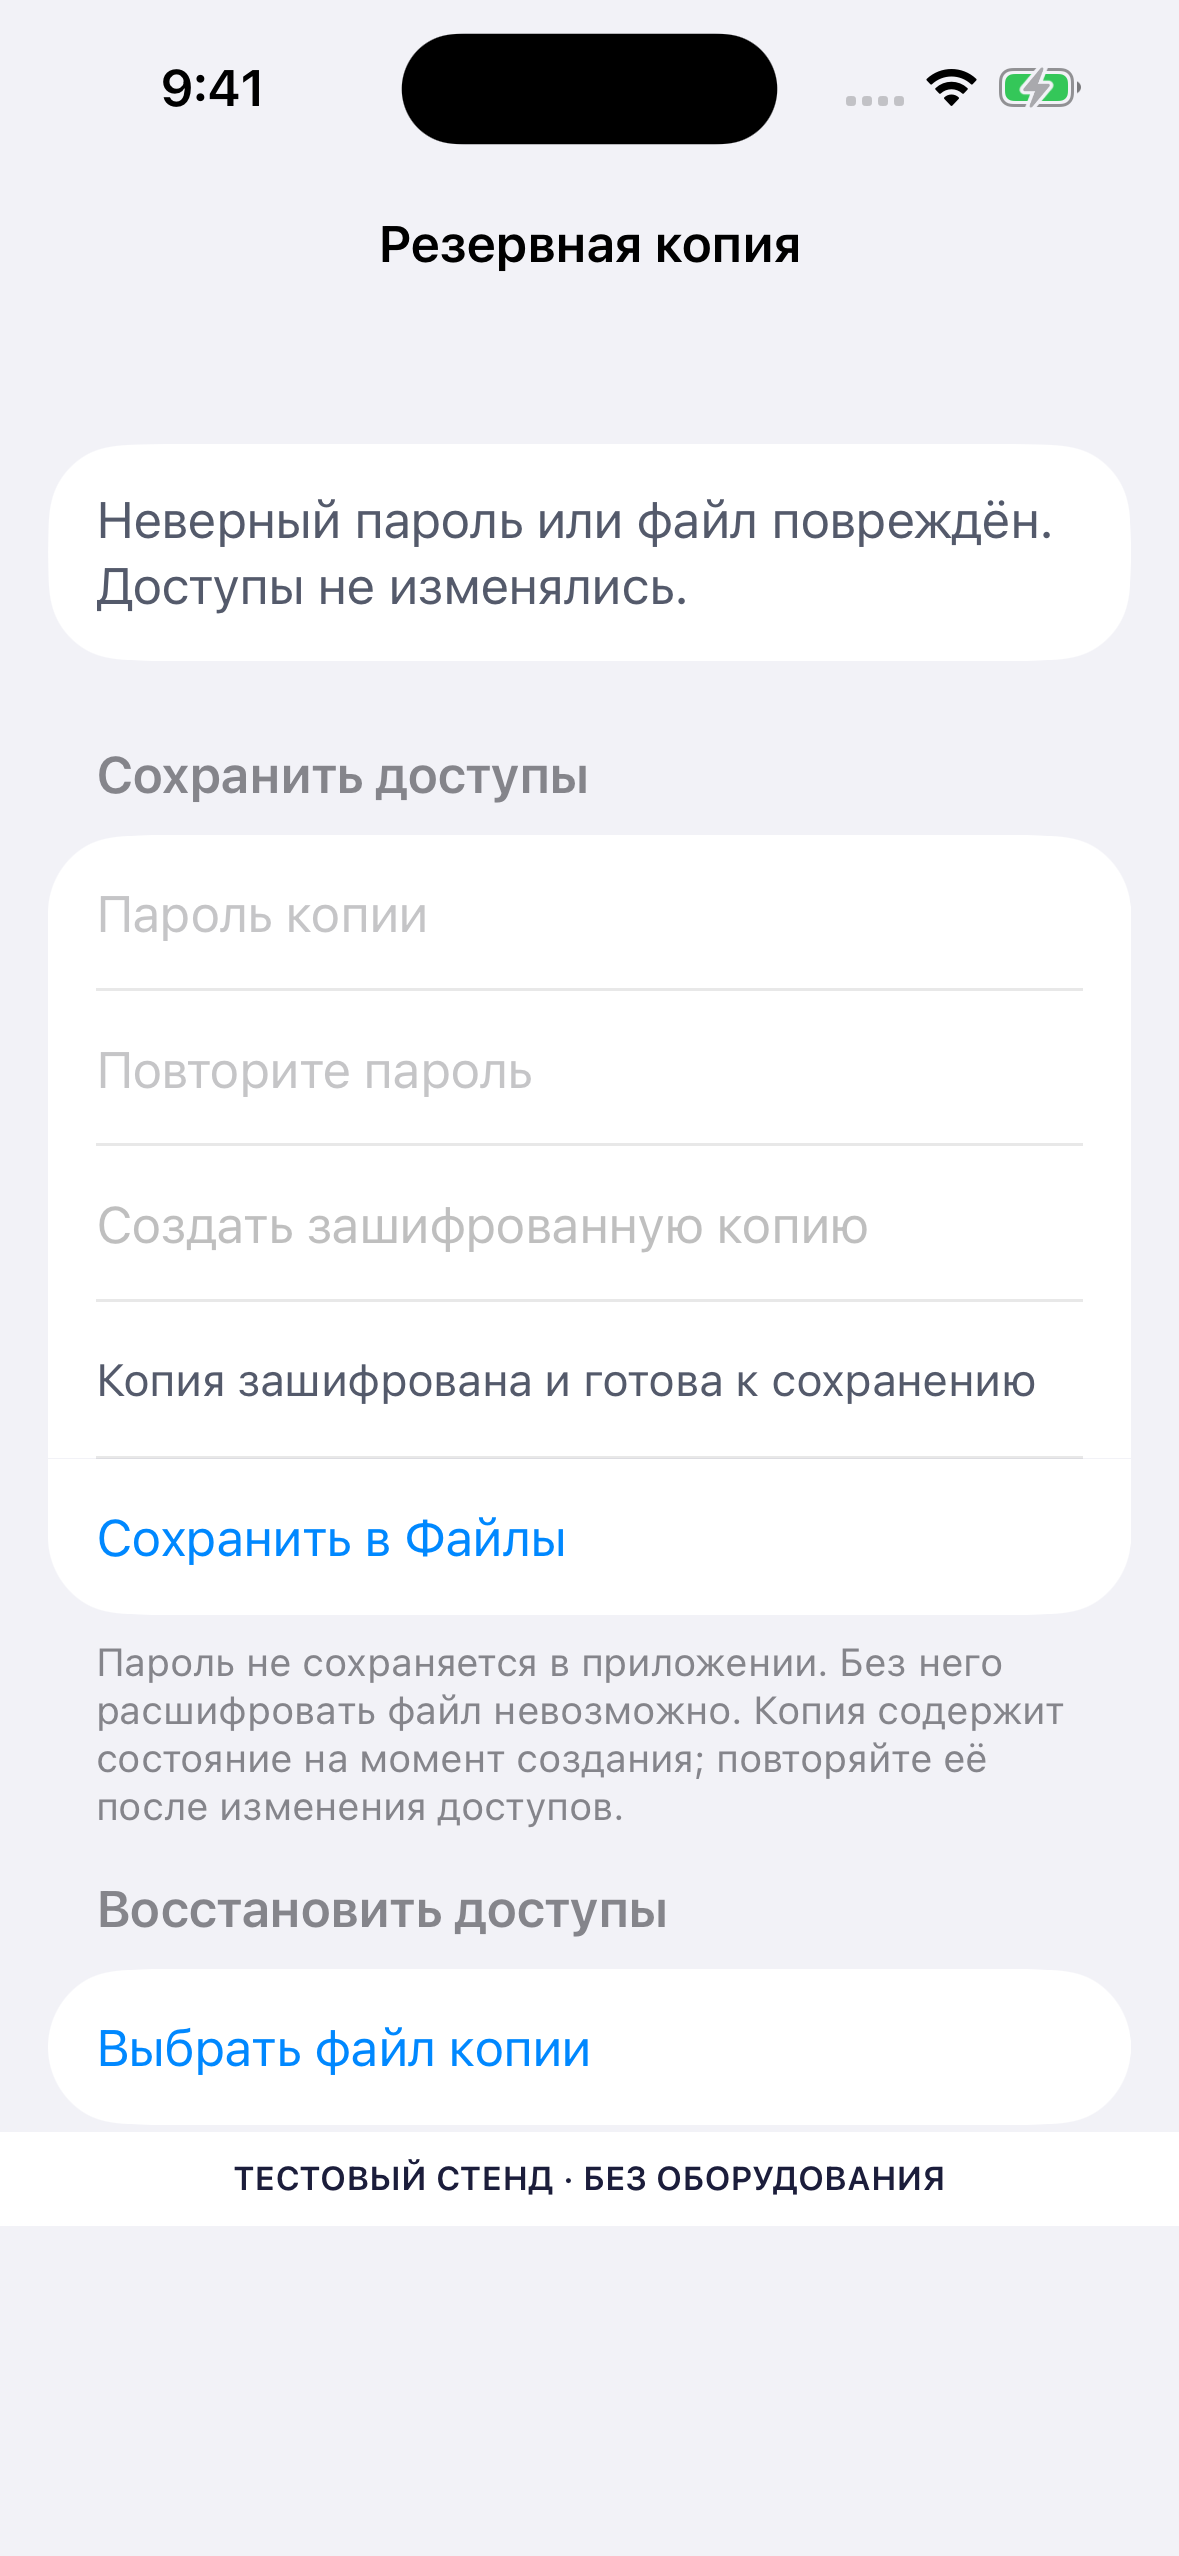 9:41
Резервная копия
Неверный пароль или файл повреждён.
Доступы не изменялись.
Сохранить доступы
Пароль копии
Повторите пароль
Создать зашифрованную копию
Копия зашифрована и готова к сохранению
Сохранить в Файлы
Пароль не сохраняется в приложении. Без него
расшифровать файл невозможно. Копия содержит
состояние на момент создания; повторяйте её
после изменения доступов.
Восстановить доступы
Выбрать файл копии
ТЕСТОВЫЙ СТЕНД · БЕЗ ОБОРУДОВАНИЯ